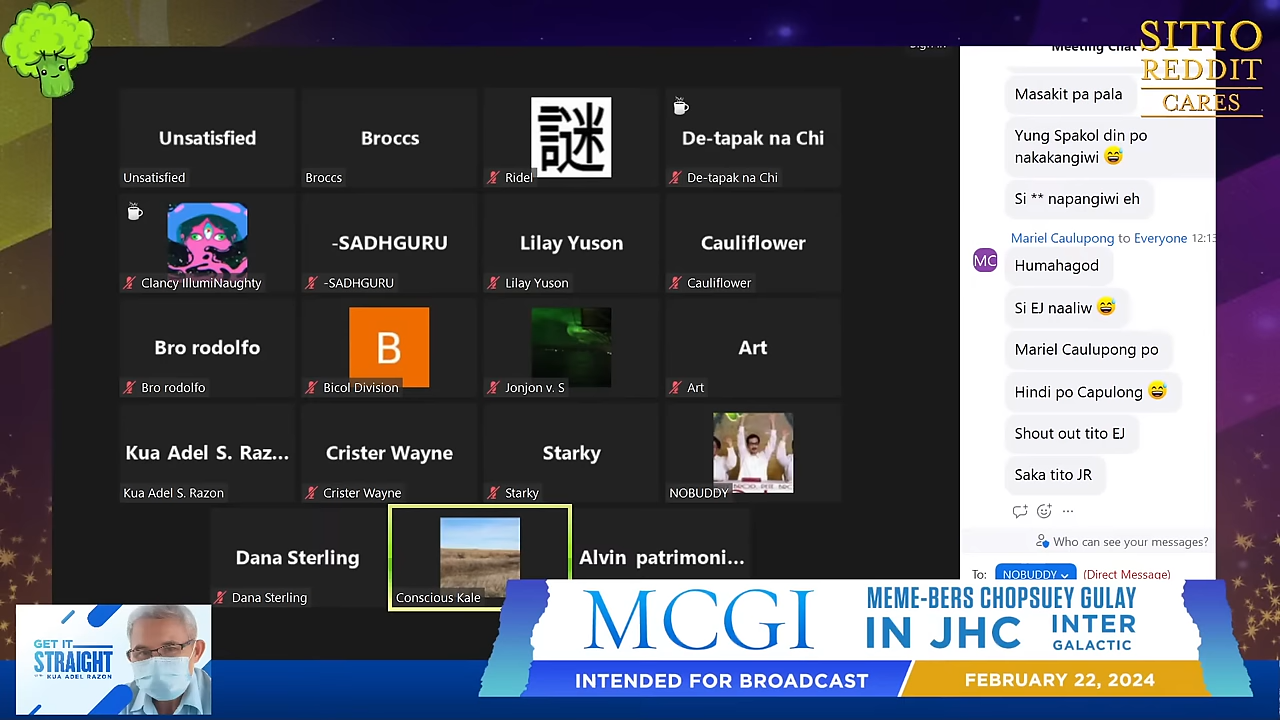 SITIO
REDDIT
CARES
Meeting Chat
Unsatisfied
Unsatisfied
Broccs
Broccs
謎
Ridel
De-tapak na Chi
De-tapak na Chi
Clancy IllumiNaughty
-SADHGURU
-SADHGURU
Lilay Yuson
Lilay Yuson
Cauliflower
Cauliflower
Bro rodolfo
Bro rodolfo
B
Bicol Division
Jonjon v. S
Art
Art
Kua Adel S. Raz...
Kua Adel S. Razon
Crister Wayne
Crister Wayne
Starky
Starky
NOBUDDY
Dana Sterling
Dana Sterling
Conscious Kale
Alvin patrimoni...
Masakit pa pala
Yung Spakol din po
nakakangiwi 😅
Si ** napangiwi eh
Mariel Caulupong to Everyone 12:13
MC
Humahagod
Si EJ naaliw 😅
Mariel Caulupong po
Hindi po Capulong 😅
Shout out tito EJ
Saka tito JR
Who can see your messages?
To: NOBUDDY (Direct Message)
GET IT
STRAIGHT
KUA ADEL RAZON
MCGI
MEME-BERS CHOPSUEY GULAY
IN JHC INTER
GALACTIC
INTENDED FOR BROADCAST
FEBRUARY 22, 2024